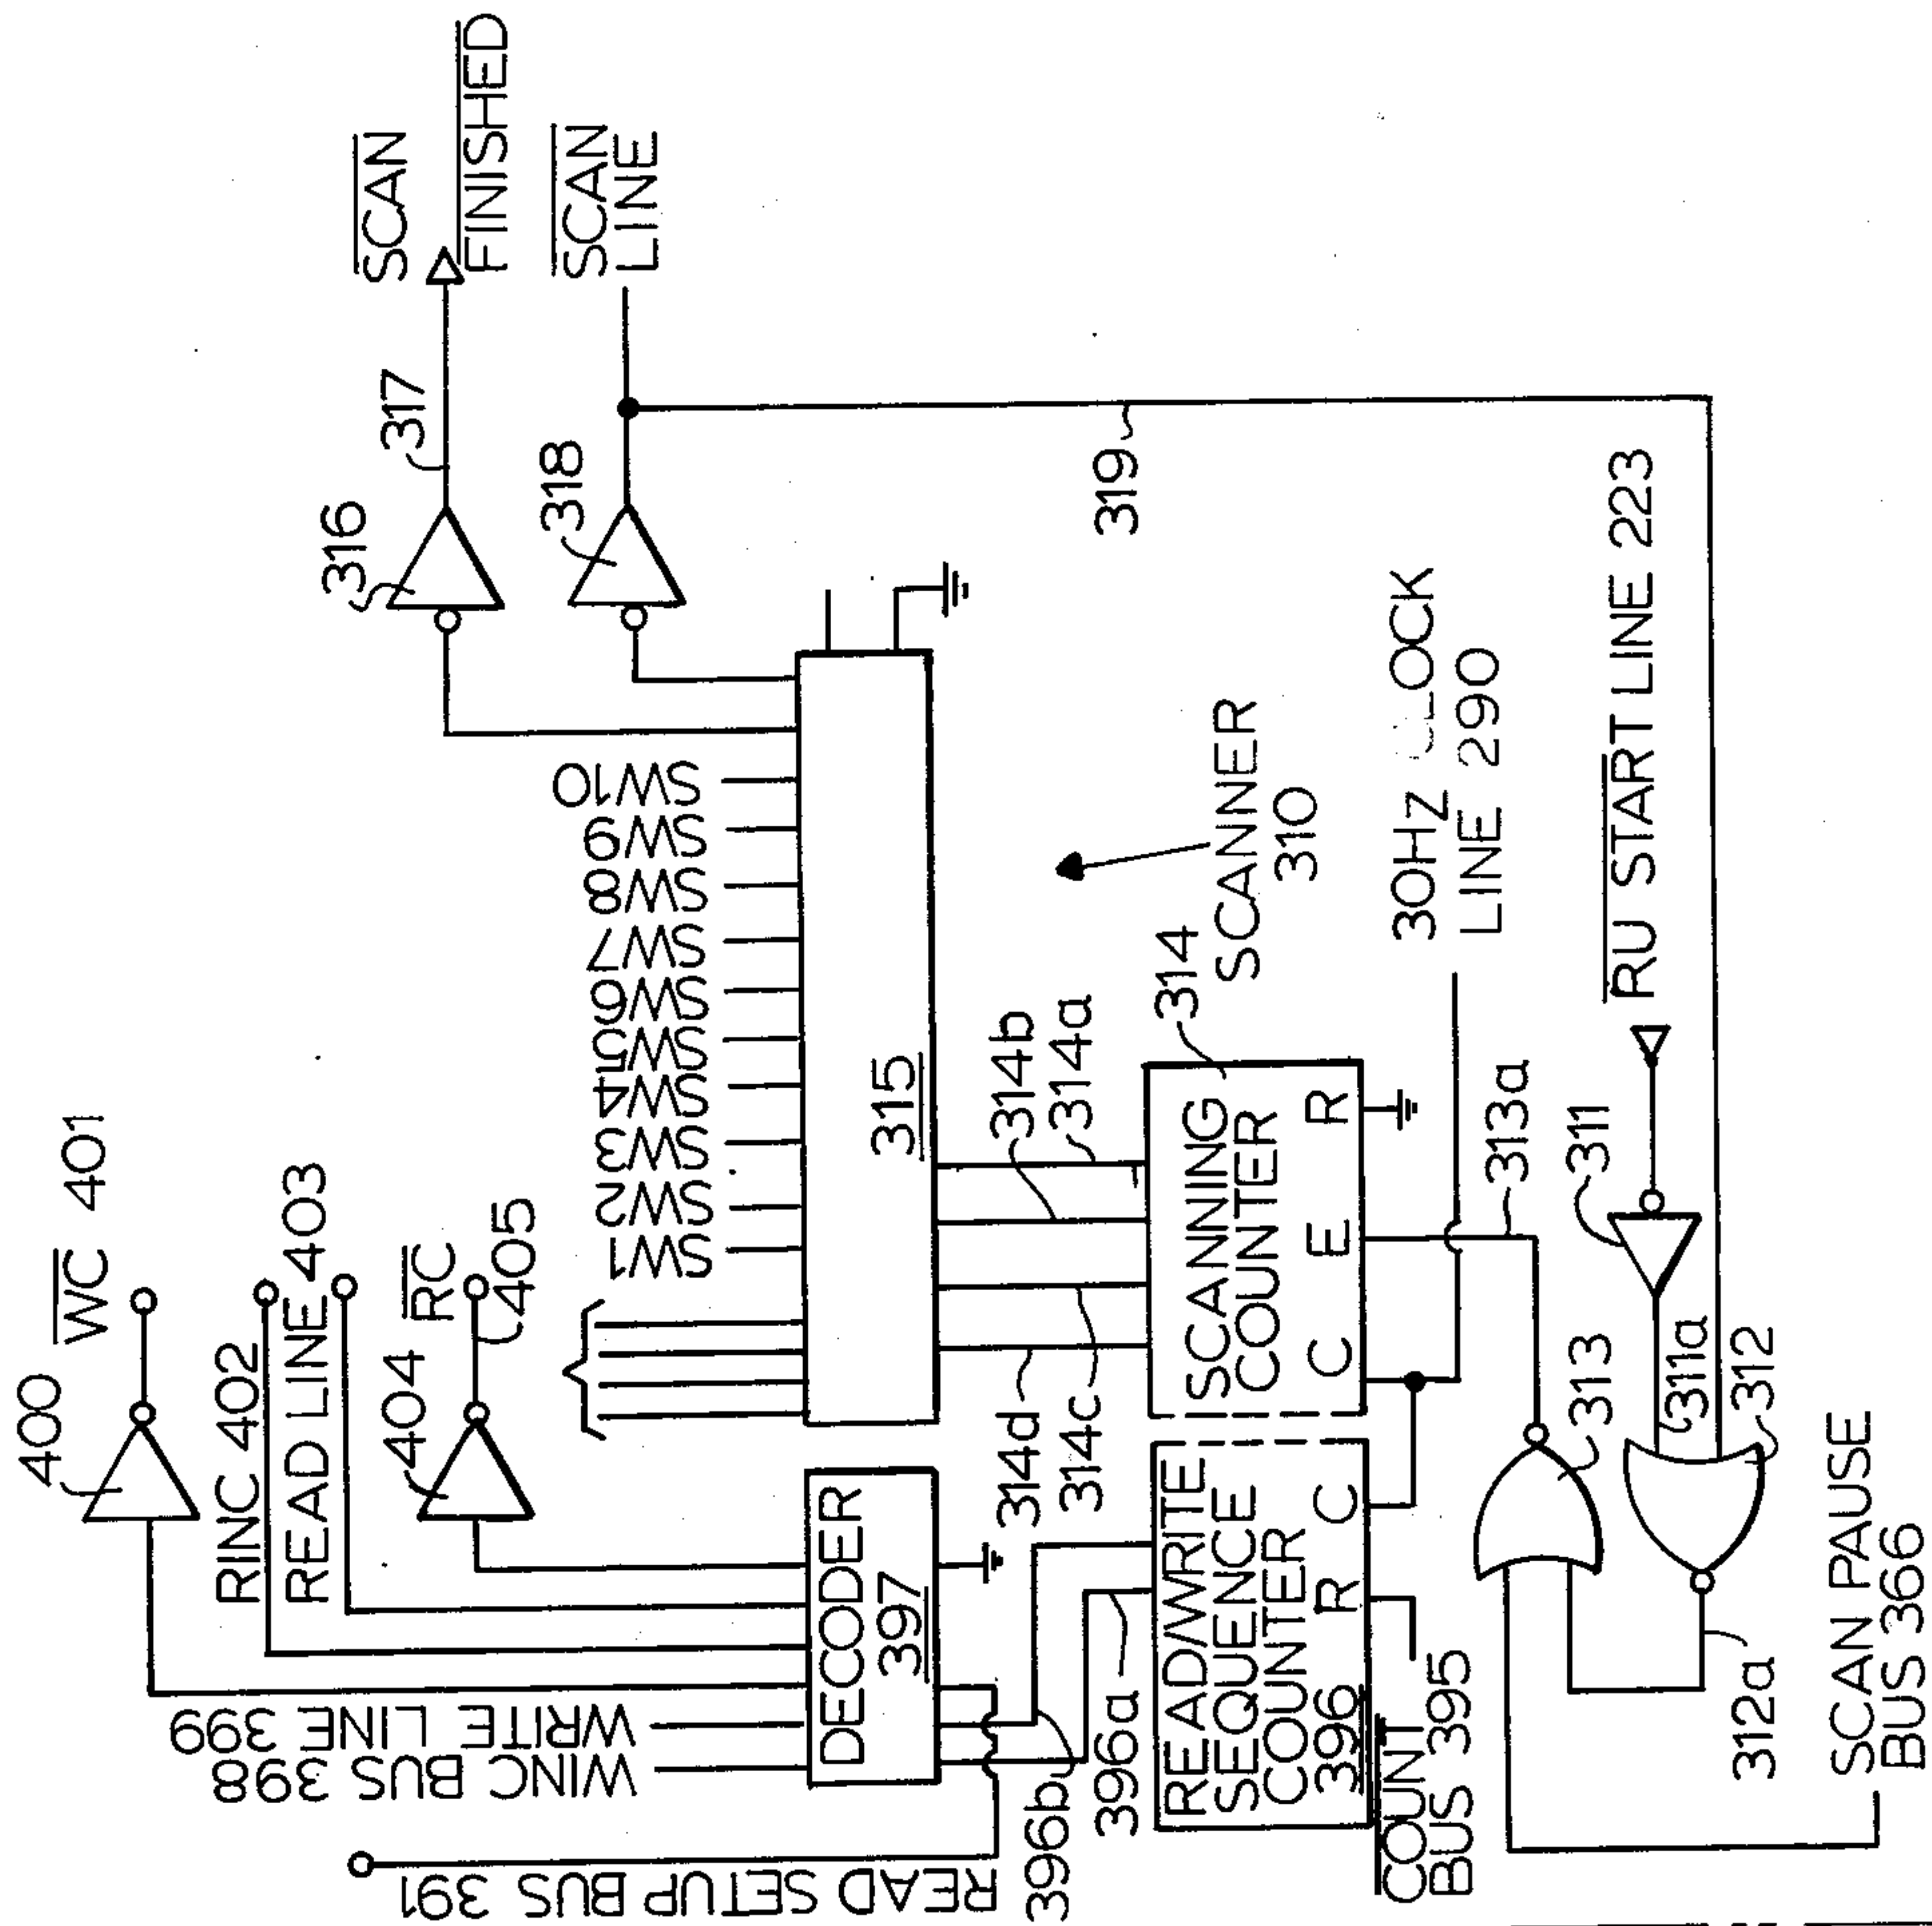 SCAN
FINISHED
SCAN
LINE
317
316
318
319
SW10
SW9
SW8
SW7
SW6
SW5
SW4
SW3
SW2
SW1
315
SCANNER
310
30HZ CLOCK
LINE 290
RU START LINE 223
314
314b
314a
314d
314c
SCANNING
COUNTER
C E R
313a
311
311a
312
313
312a
SCAN PAUSE
BUS 366
WC 401
400
RINC 402
READ LINE 403
404
RC
405
DECODER
397
WRITE LINE 399
WINC BUS 398
READ SETUP BUS 391
396b
396a
READ/WRITE
SEQUENCE
COUNTER
396 R C
COUNT
BUS 395